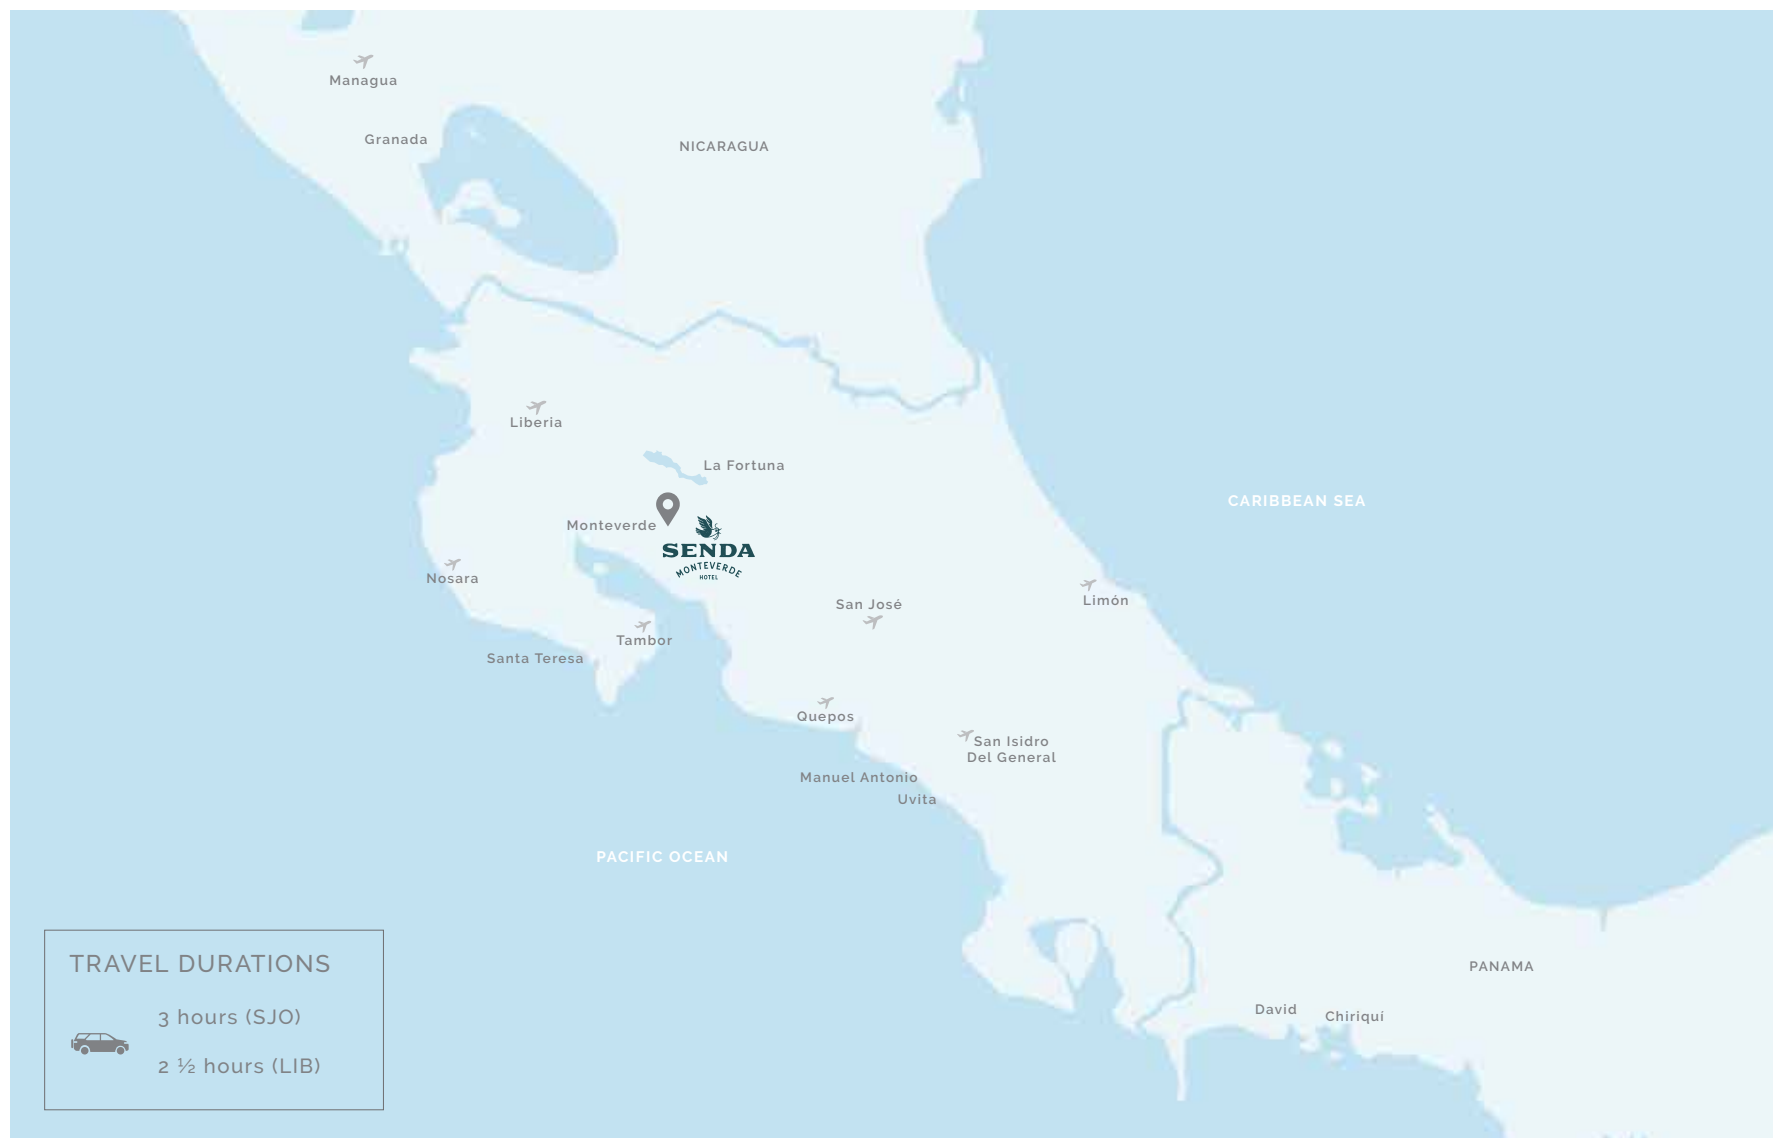 Managua
Granada
NICARAGUA
Liberia
La Fortuna
CARIBBEAN SEA
Monteverde
SENDA
MONTEVERDE
HOTEL
Nosara
San José
Limón
Tambor
Santa Teresa
Quepos
San Isidro
Del General
Manuel Antonio
Uvita
PACIFIC OCEAN
PANAMA
David
Chiriquí
TRAVEL DURATIONS
3 hours (SJO)
2 ½ hours (LIB)